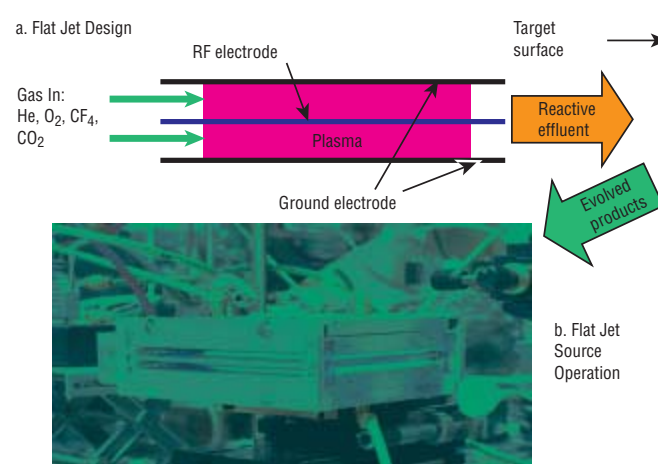 a. Flat Jet Design
Target
surface
RF electrode
Gas In:
He, O₂, CF₄,
CO₂
Reactive
effluent
Plasma
Ground electrode
Evolved
products
b. Flat Jet
Source
Operation